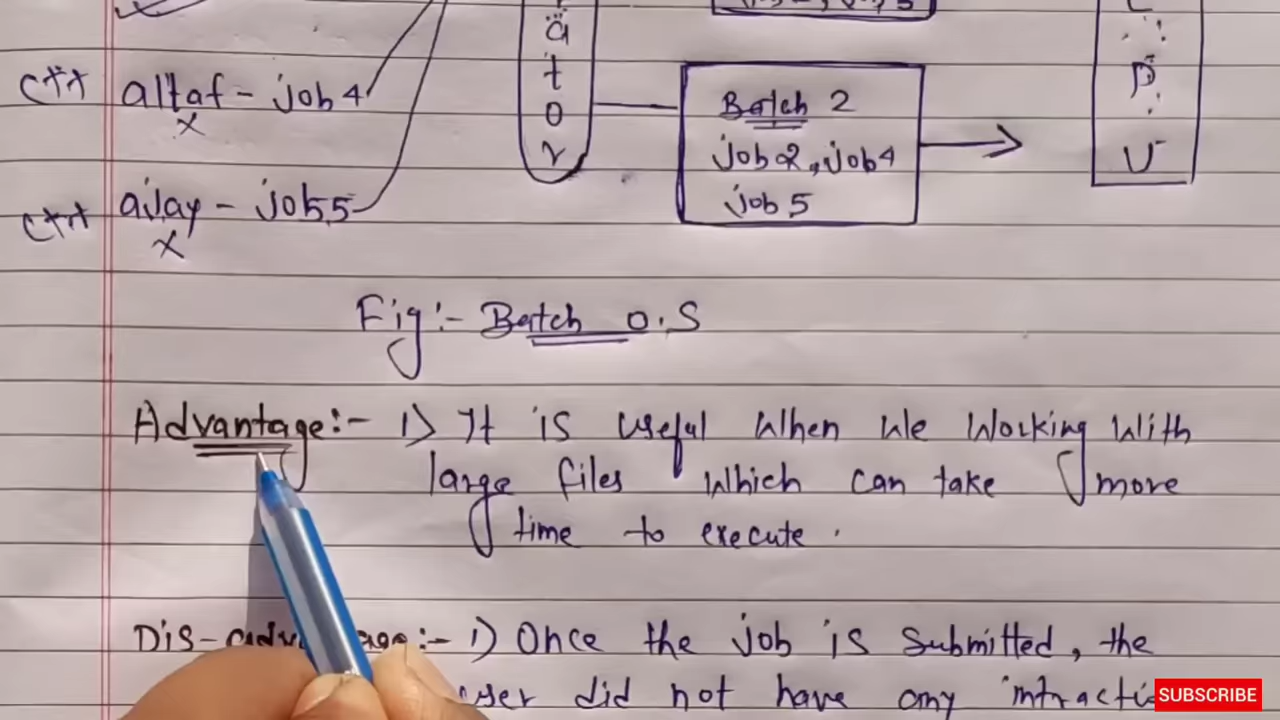 C++ altaf - job 4
x
ator
Batch 2
job 2, job 4
job 5
PU
C++ ajay - job 5
x
Fig:- Batch O.S
Advantage:- 1) It is useful when we working with
large files which can take more
time to execute.
Dis-advantage:- 1) Once the job is submitted, the
user did not have any
SUBSCRIBE